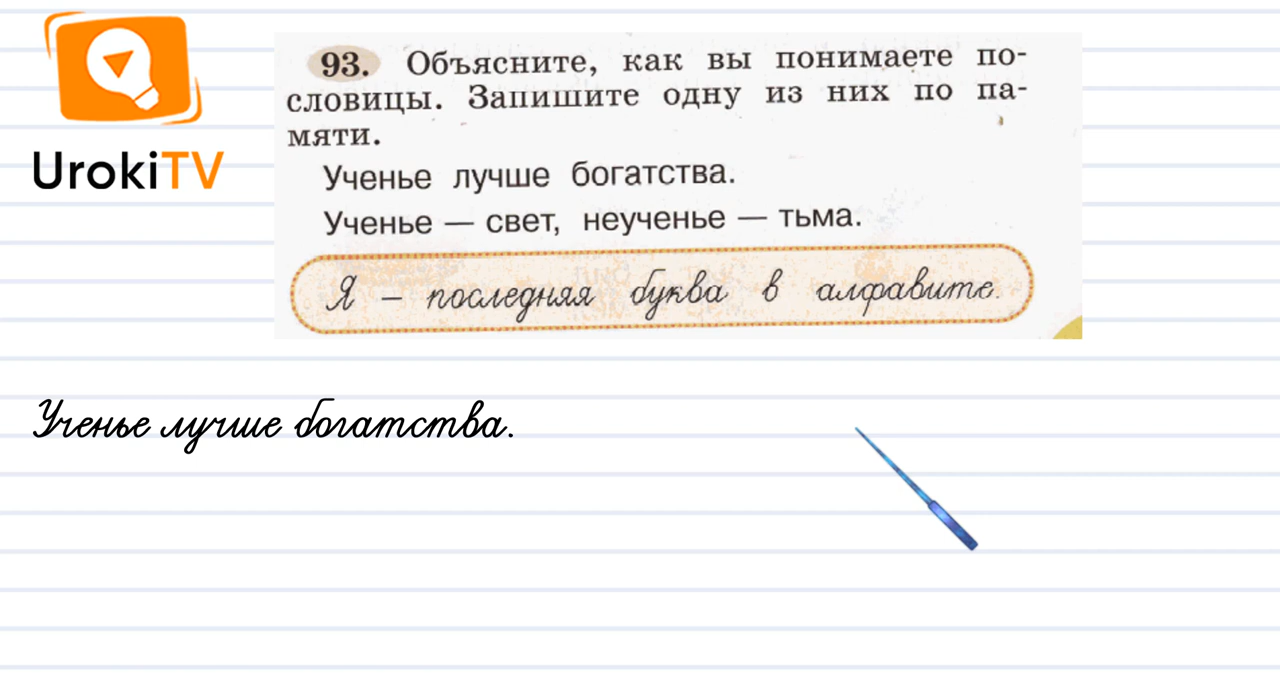 UrokiTV
93. Объясните, как вы понимаете по-
словицы. Запишите одну из них по па-
мяти.
Ученье лучше богатства.
Ученье — свет, неученье — тьма.
Я – последняя буква в алфавите.
Ученье лучше богатства.